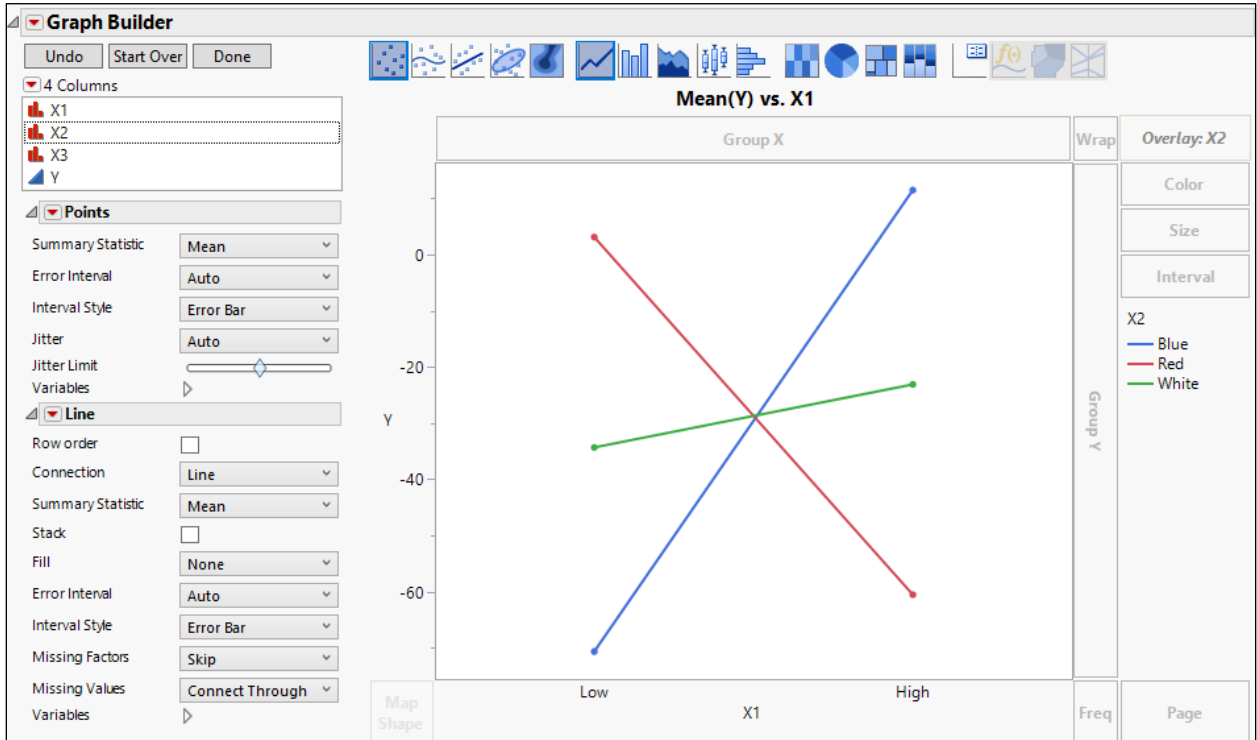 Graph Builder
Undo Start Over Done
4 Columns
X1
X2
X3
Y
Points
Summary Statistic Mean
Error Interval Auto
Interval Style Error Bar
Jitter Auto
Jitter Limit
Variables
Line
Row order
Connection Line
Summary Statistic Mean
Stack
Fill None
Error Interval Auto
Interval Style Error Bar
Missing Factors Skip
Missing Values Connect Through
Variables
f(•)
Mean(Y) vs. X1
Group X
Wrap
Overlay: X2
Color
Size
Interval
X2
Blue
Red
White
Group Y
0
-20
-40
-60
Y
Low High
X1
Map
Shape
Freq
Page